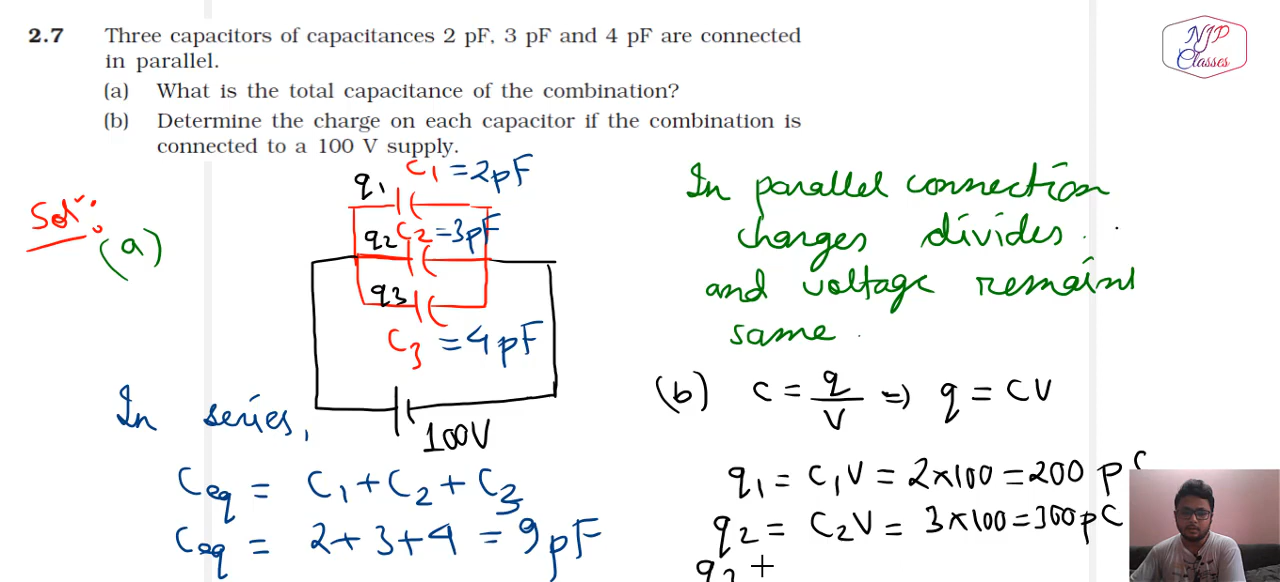 2.7 Three capacitors of capacitances 2 pF, 3 pF and 4 pF are connected
in parallel.
(a) What is the total capacitance of the combination?
(b) Determine the charge on each capacitor if the combination is
connected to a 100 V supply.
NJP
Classes
Solⁿ:
(a)
q1 C1 = 2pF
q2 C2 = 3pF
q3
C3 = 4pF
100V
In series,
Ceq = C1 + C2 + C3
Ceq = 2 + 3 + 4 = 9pF
In parallel connection
charges divides.
and voltage remains
same.
(b) C = q/V ⇒ q = CV
q1 = C1V = 2×100 = 200 pC
q2 = C2V = 3×100 = 300pC